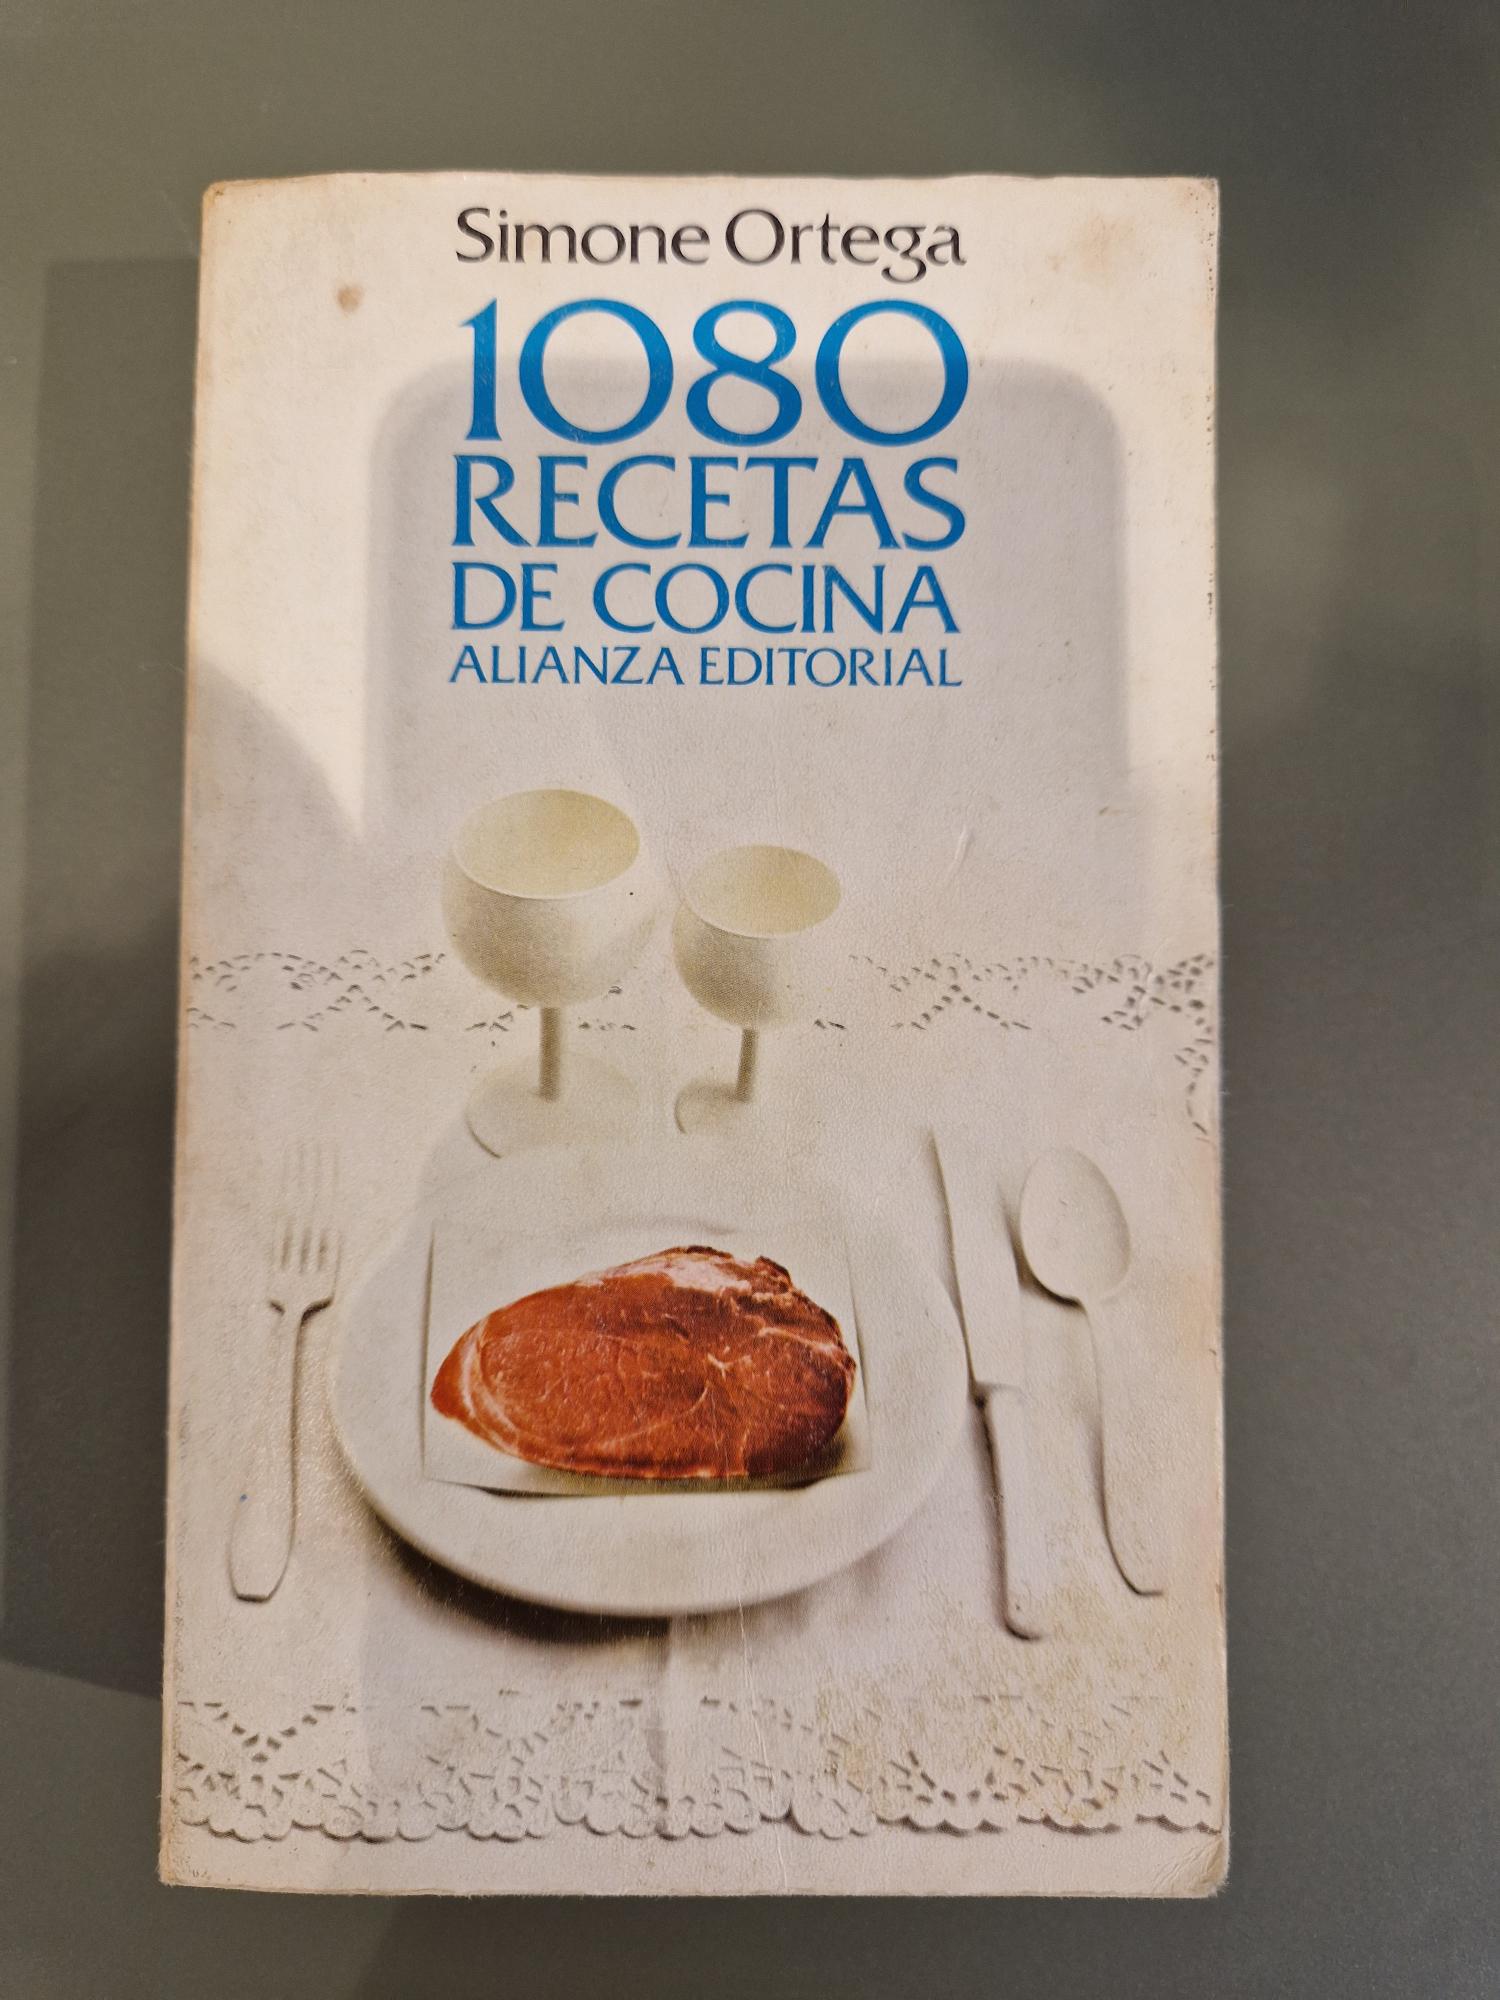 Simone Ortega
1080
RECETAS
DE COCINA
ALIANZA EDITORIAL